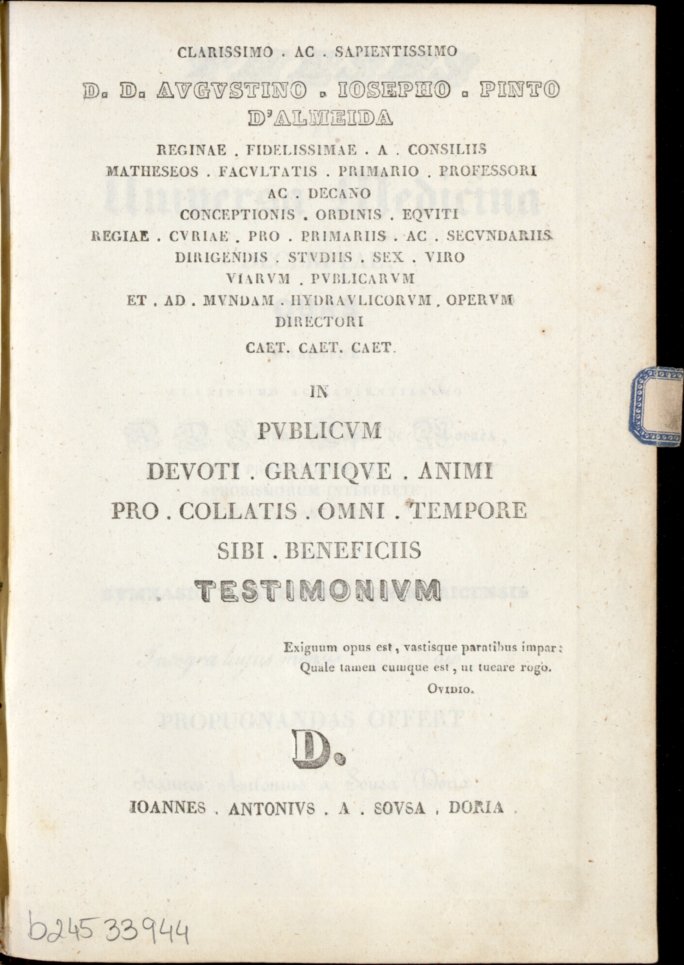 CLARISSIMO . AC . SAPIENTISSIMO
D. D. AVGVSTINO . IOSEPHO . PINTO
D'ALMEIDA
REGINAE . FIDELISSIMAE . A . CONSILIIS
MATHESEOS . FACVLTATIS . PRIMARIO . PROFESSORI
AC . DECANO
CONCEPTIONIS . ORDINIS . EQVITI
REGIAE . CVRIAE . PRO . PRIMARIIS . AC . SECVNDARIIS
DIRIGENDIS . STVDIIS . SEX . VIRO
VIARVM . PVBLICARVM
ET . AD . MVNDAM . HYDRAVLICORVM . OPERVM
DIRECTORI
CAET. CAET. CAET.
IN
PVBLICVM
DEVOTI . GRATIQVE . ANIMI
PRO . COLLATIS . OMNI . TEMPORE
SIBI . BENEFICIIS
TESTIMONIVM
Exiguum opus est, vastisque paratibus impar:
Quale tamen cumque est, ut tueare rogo.
OVIDIO.
D.
IOANNES . ANTONIVS . A . SOVSA . DORIA
b24533944